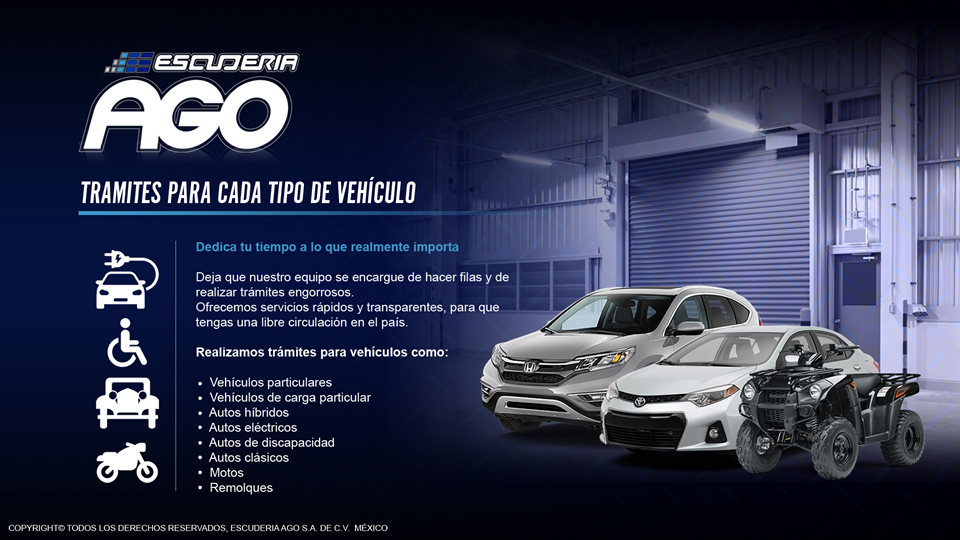 ESCUDERIA
AGO
TRAMITES PARA CADA TIPO DE VEHÍCULO
Dedica tu tiempo a lo que realmente importa
Deja que nuestro equipo se encargue de hacer filas y de
realizar trámites engorrosos.
Ofrecemos servicios rápidos y transparentes, para que
tengas una libre circulación en el país.
Realizamos trámites para vehículos como:
• Vehículos particulares
• Vehículos de carga particular
• Autos híbridos
• Autos eléctricos
• Autos de discapacidad
• Autos clásicos
• Motos
• Remolques
COPYRIGHT© TODOS LOS DERECHOS RESERVADOS, ESCUDERIA AGO S.A. DE C.V. MÉXICO